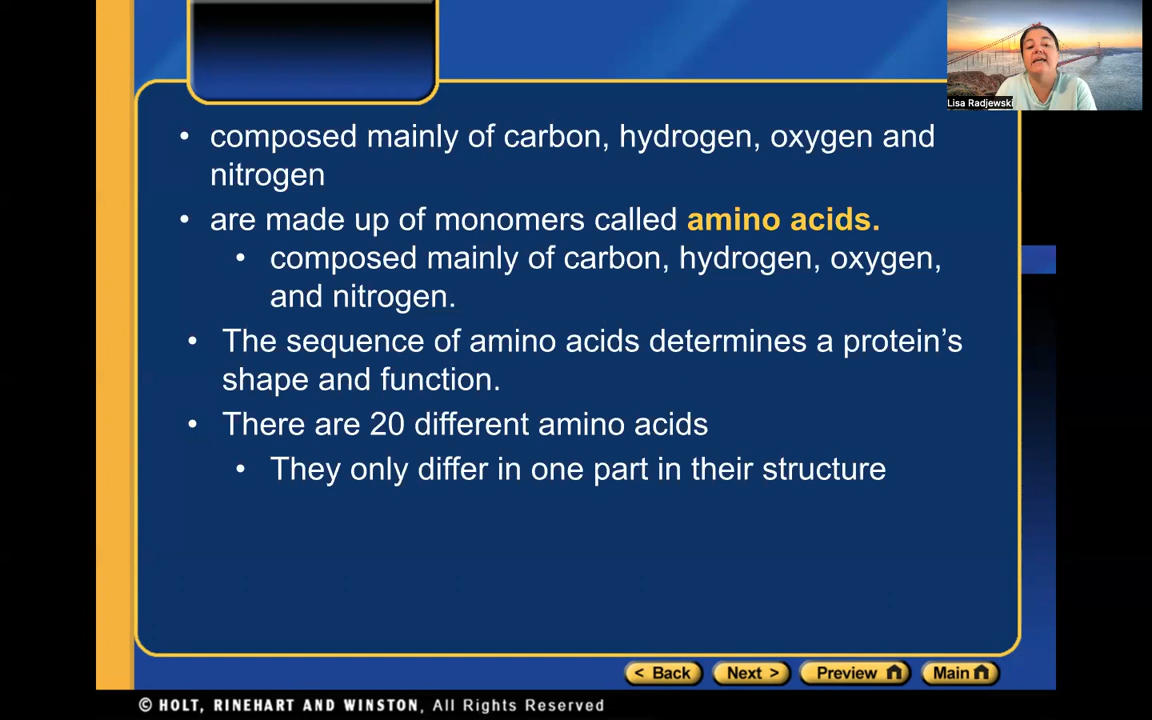 Lisa Radjewski
• composed mainly of carbon, hydrogen, oxygen and
nitrogen
• are made up of monomers called amino acids.
• composed mainly of carbon, hydrogen, oxygen,
and nitrogen.
• The sequence of amino acids determines a protein’s
shape and function.
• There are 20 different amino acids
• They only differ in one part in their structure
< Back Next > Preview Main
© HOLT, RINEHART AND WINSTON, All Rights Reserved